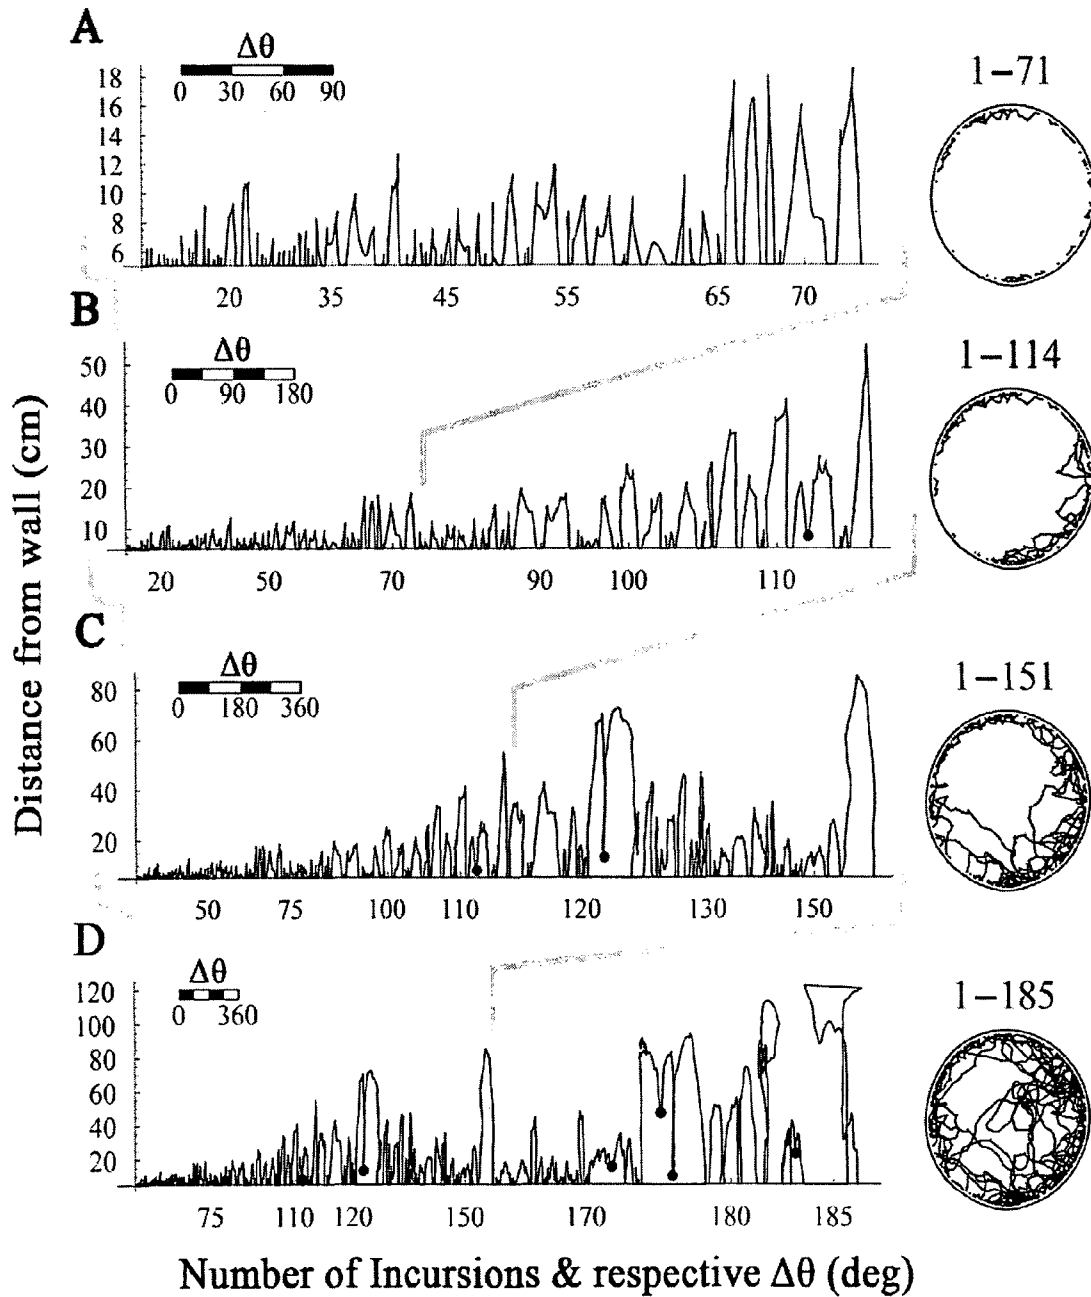 A
Δθ
0 30 60 90
18
16
14
12
10
8
6
20 35 45 55 65 70
1–71
B
Δθ
0 90 180
50
40
30
20
10
20 50 70 90 100 110
1–114
Distance from wall (cm)
C
Δθ
0 180 360
80
60
40
20
50 75 100 110 120 130 150
1–151
D
Δθ
0 360
120
100
80
60
40
20
75 110 120 150 170 180 185
1–185
Number of Incursions & respective Δθ (deg)